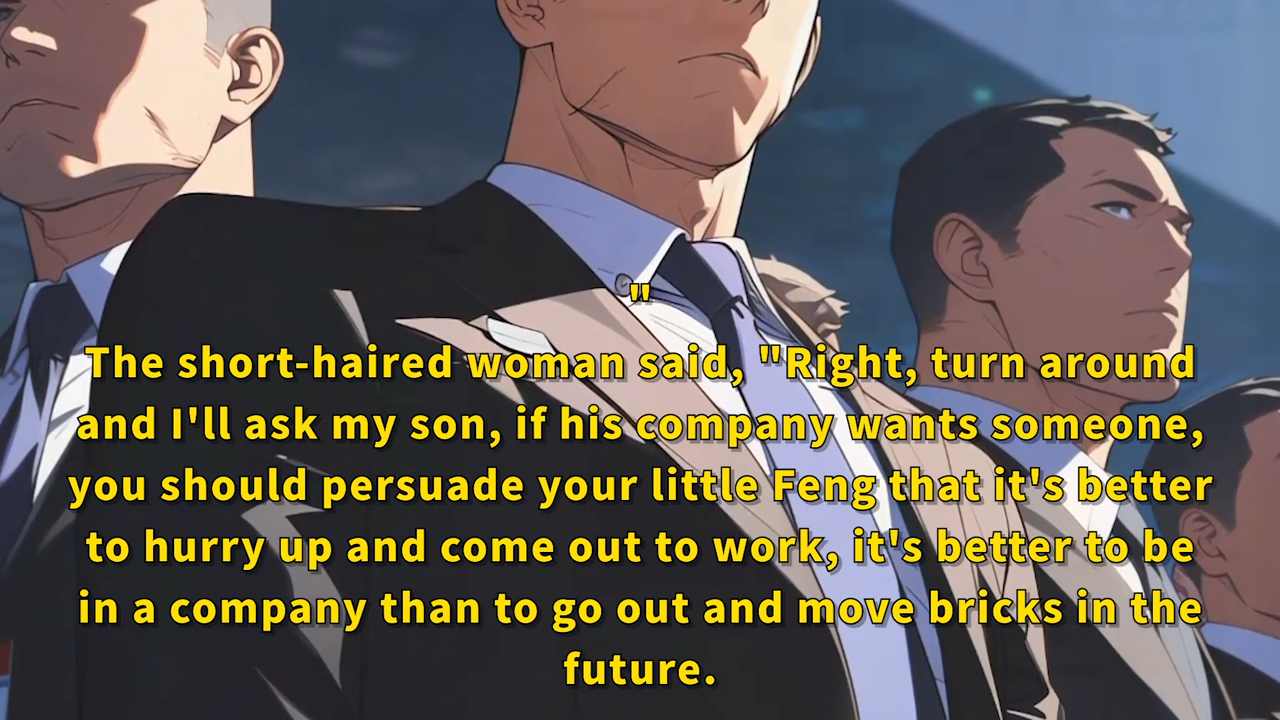 "
The short-haired woman said, "Right, turn around
and I'll ask my son, if his company wants someone,
you should persuade your little Feng that it's better
to hurry up and come out to work, it's better to be
in a company than to go out and move bricks in the
future.